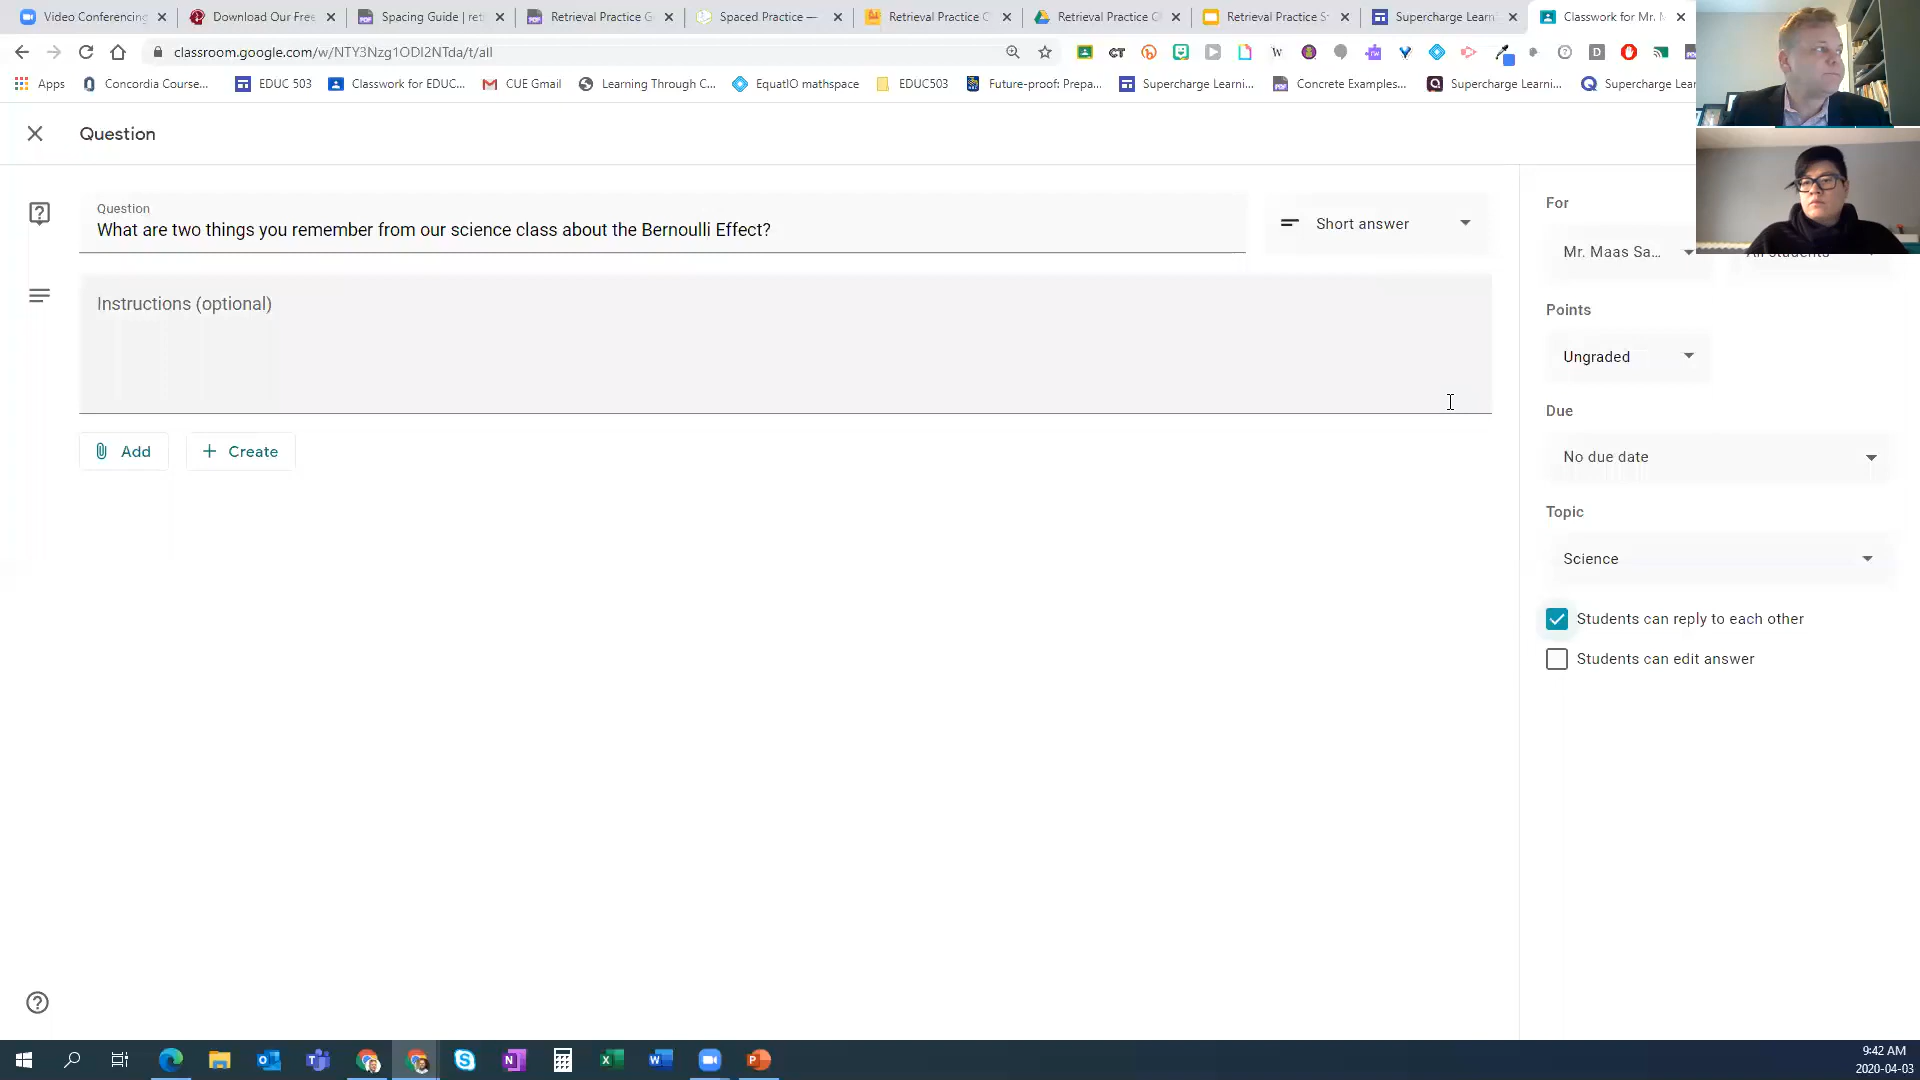 Video Conferencing
Download Our Free
Spacing Guide | ret
Retrieval Practice G
Spaced Practice —
Retrieval Practice C
Retrieval Practice G
Retrieval Practice S
Supercharge Learn
Classwork for Mr. M
classroom.google.com/w/NTY3Nzg1ODI2NTda/t/all
Apps
Concordia Course...
EDUC 503
Classwork for EDUC...
CUE Gmail
Learning Through C...
EquatIO mathspace
EDUC503
Future-proof: Prepa...
Supercharge Learni...
Concrete Examples...
Supercharge Learni...
Supercharge Lea
Question
Question
What are two things you remember from our science class about the Bernoulli Effect?
Short answer
Instructions (optional)
Add
Create
For
Mr. Maas Sa...
All students
Points
Ungraded
Due
No due date
Topic
Science
Students can reply to each other
Students can edit answer
9:42 AM
2020-04-03